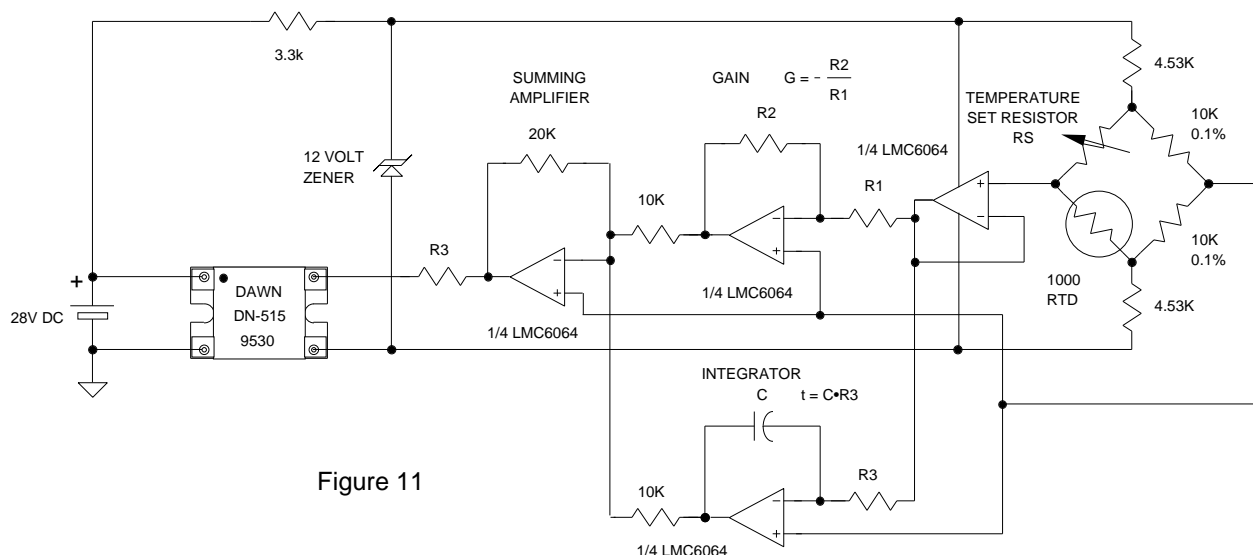 3.3k
4.53K
SUMMING
AMPLIFIER
GAIN G = - R2
R1
R2
20K
TEMPERATURE
SET RESISTOR
RS
10K
0.1%
12 VOLT
ZENER
1/4 LMC6064
10K
R1
+
-
-
+
R3
-
+
10K
0.1%
1000
RTD
4.53K
+
28V DC
DAWN
DN-515
9530
1/4 LMC6064
1/4 LMC6064
INTEGRATOR
C t = C•R3
Figure 11
10K
R3
-
+
1/4 LMC6064